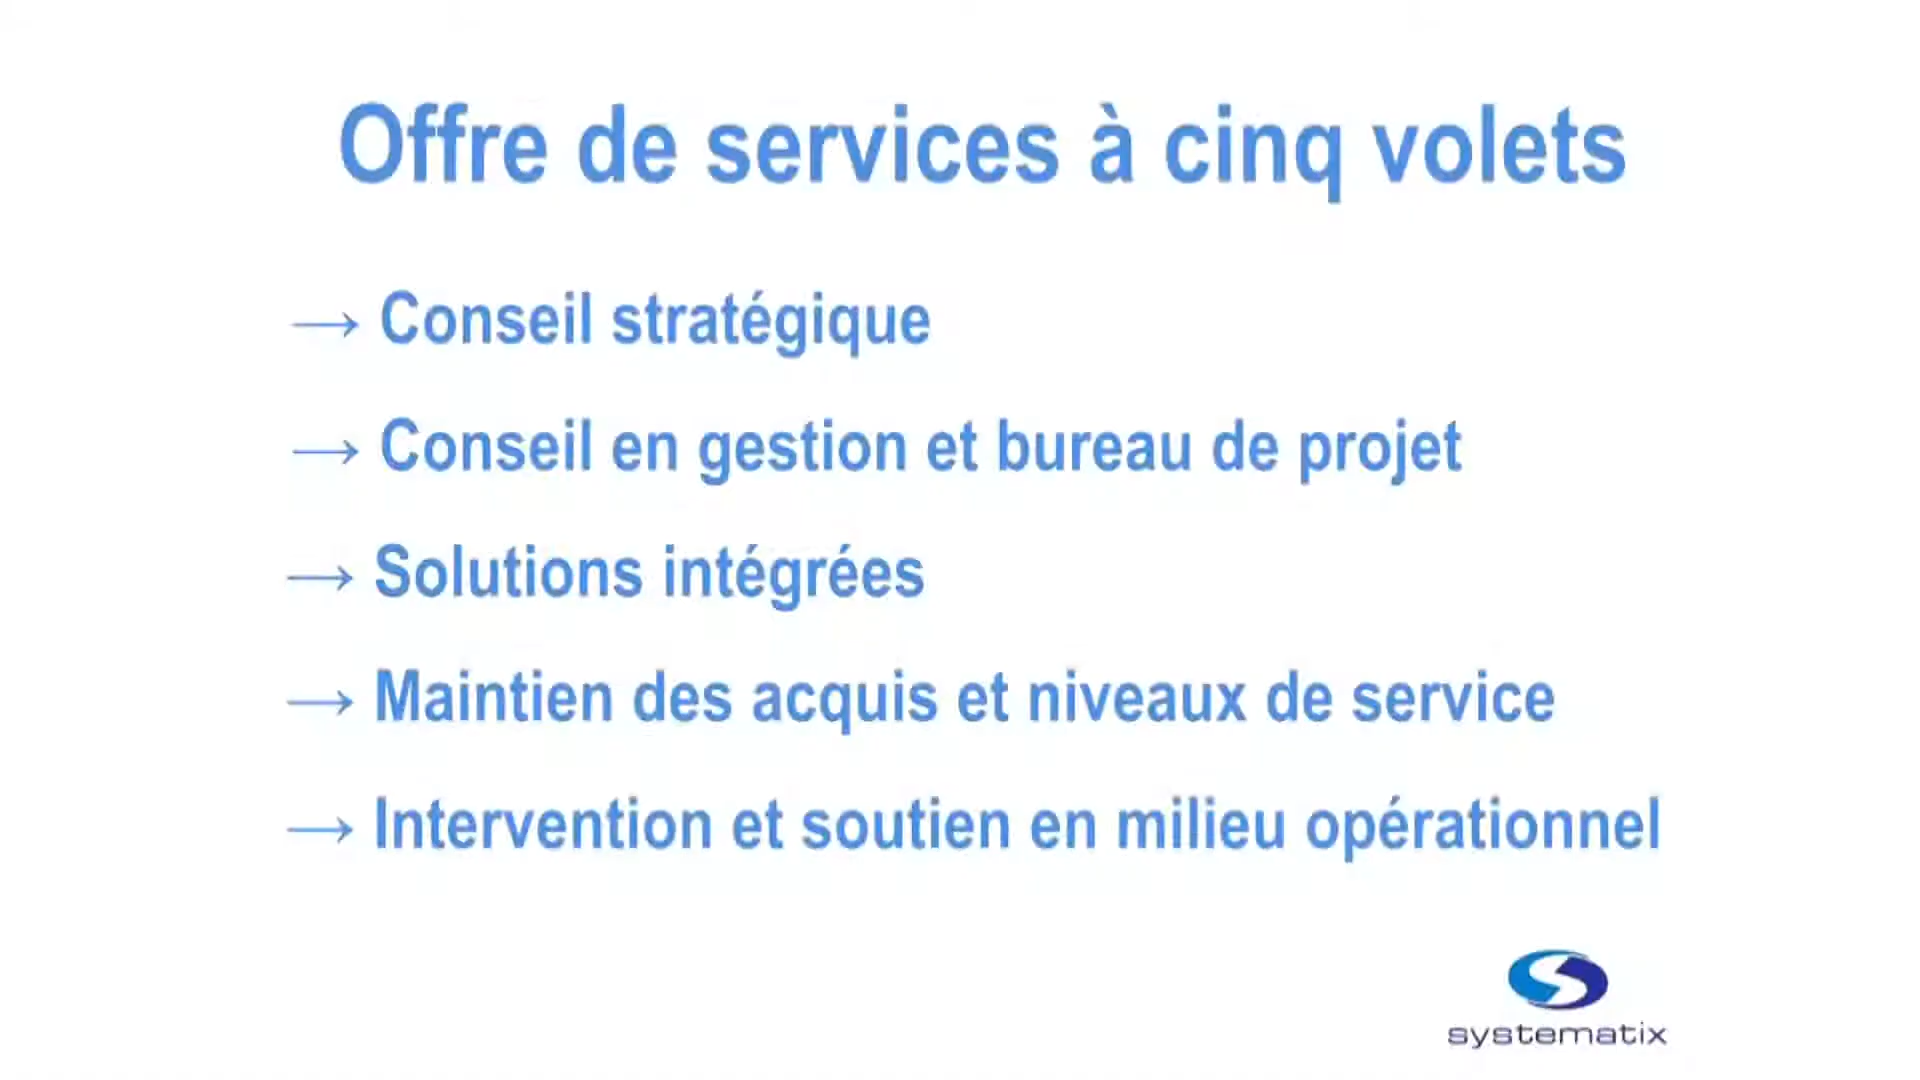 Offre de services à cinq volets
→ Conseil stratégique
→ Conseil en gestion et bureau de projet
→ Solutions intégrées
→ Maintien des acquis et niveaux de service
→ Intervention et soutien en milieu opérationnel
systematix